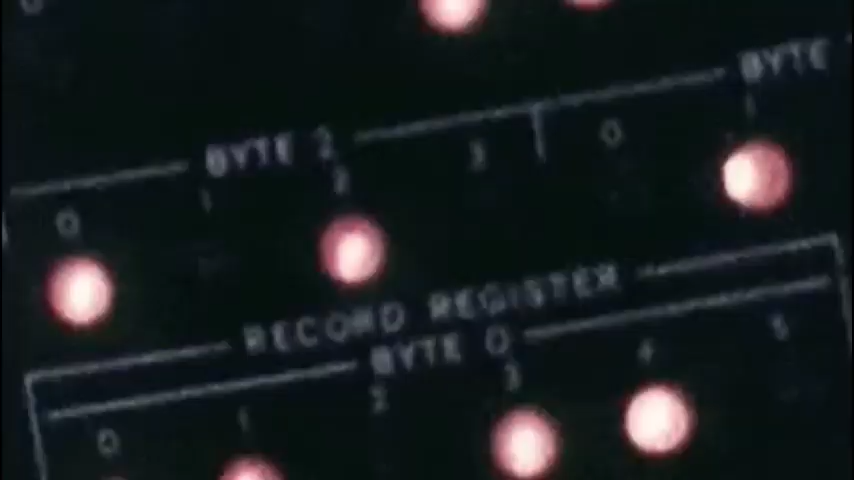 0
BYTE 2 BYTE
0 1 2 3 0 1
RECORD REGISTER
BYTE 0
0 1 2 3 4 5